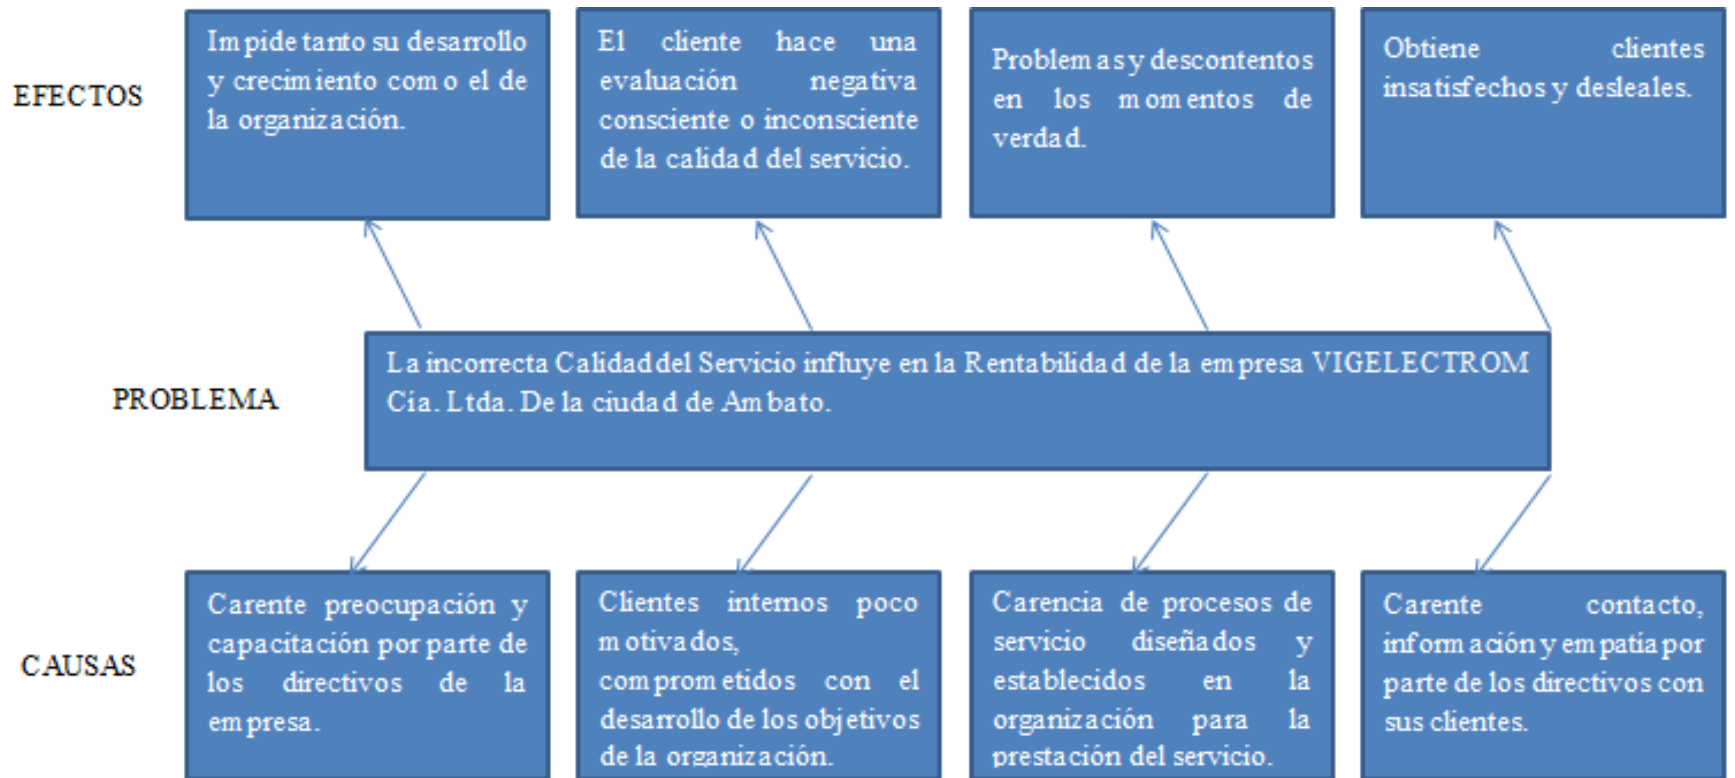 EFECTOS
Impide tanto su desarrollo
y crecimiento como el de
la organización.
El cliente hace una
evaluación negativa
consciente o inconsciente
de la calidad del servicio.
Problemas y descontentos
en los momentos de
verdad.
Obtiene clientes
insatisfechos y desleales.
PROBLEMA
La incorrecta Calidad del Servicio influye en la Rentabilidad de la empresa VIGELECTROM
Cía. Ltda. De la ciudad de Ambato.
CAUSAS
Carente preocupación y
capacitación por parte de
los directivos de la
empresa.
Clientes internos poco
motivados,
comprometidos con el
desarrollo de los objetivos
de la organización.
Carencia de procesos de
servicio diseñados y
establecidos en la
organización para la
prestación del servicio.
Carente contacto,
información y empatía por
parte de los directivos con
sus clientes.